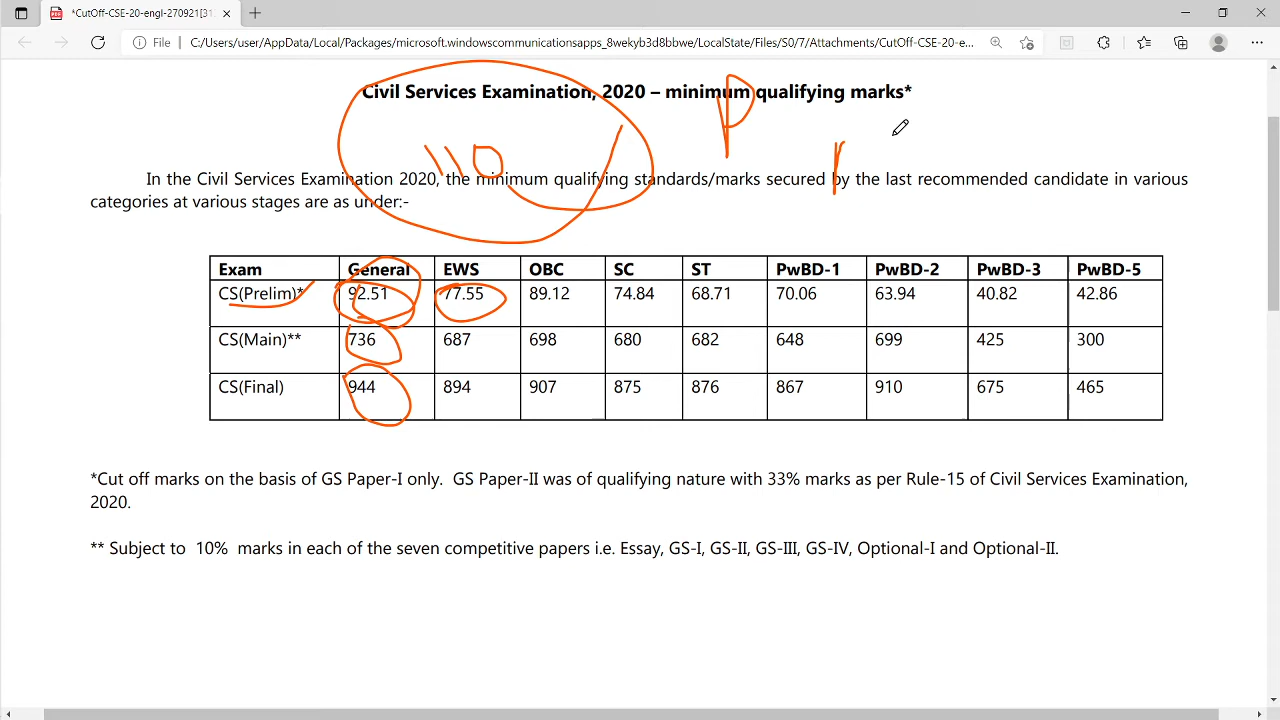 *CutOff-CSE-20-engl-270921[31.
File C:/Users/user/AppData/Local/Packages/microsoft.windowscommunicationsapps_8wekyb3d8bbwe/LocalState/Files/S0/7/Attachments/CutOff-CSE-20-e...
Civil Services Examination, 2020 – minimum qualifying marks*
P
110
r
In the Civil Services Examination 2020, the minimum qualifying standards/marks secured by the last recommended candidate in various
categories at various stages are as under:-
Exam General EWS OBC SC ST PwBD-1 PwBD-2 PwBD-3 PwBD-5
CS(Prelim)* 92.51 77.55 89.12 74.84 68.71 70.06 63.94 40.82 42.86
CS(Main)** 736 687 698 680 682 648 699 425 300
CS(Final) 944 894 907 875 876 867 910 675 465
*Cut off marks on the basis of GS Paper-I only. GS Paper-II was of qualifying nature with 33% marks as per Rule-15 of Civil Services Examination,
2020.
** Subject to 10% marks in each of the seven competitive papers i.e. Essay, GS-I, GS-II, GS-III, GS-IV, Optional-I and Optional-II.